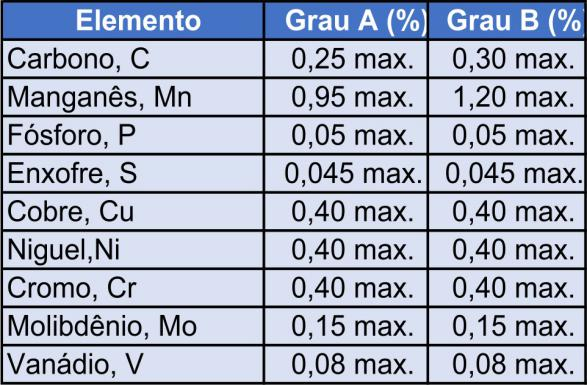 Elemento Grau A (%) Grau B (%)
Carbono, C 0,25 max. 0,30 max.
Manganês, Mn 0,95 max. 1,20 max.
Fósforo, P 0,05 max. 0,05 max.
Enxofre, S 0,045 max. 0,045 max.
Cobre, Cu 0,40 max. 0,40 max.
Niguel,Ni 0,40 max. 0,40 max.
Cromo, Cr 0,40 max. 0,40 max.
Molibdênio, Mo 0,15 max. 0,15 max.
Vanádio, V 0,08 max. 0,08 max.